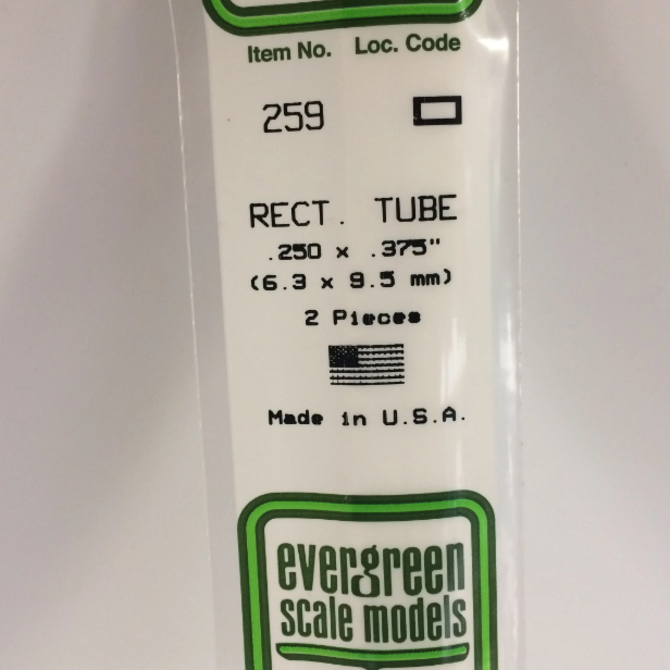 Item No. Loc. Code
259
RECT. TUBE
.250 x .375"
(6.3 x 9.5 mm)
2 Pieces
Made in U.S.A.
evergreen
scale models